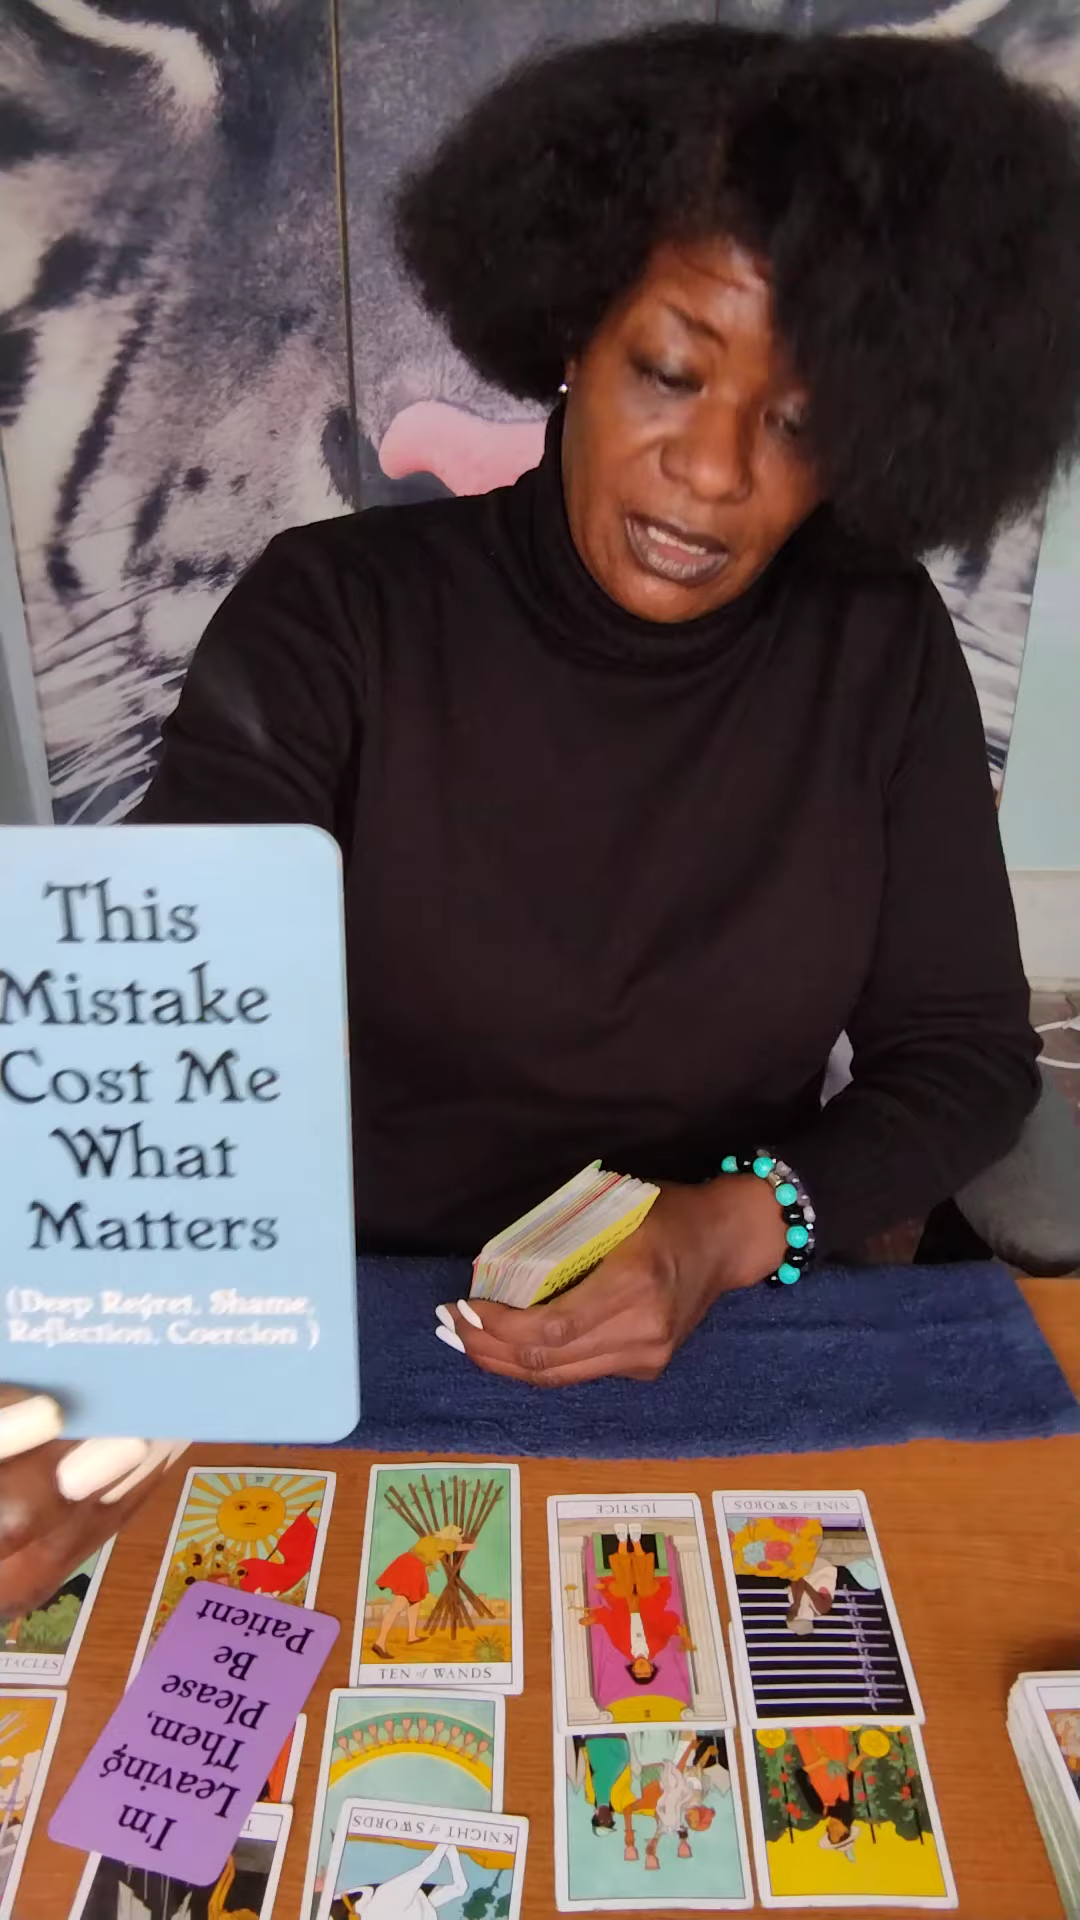 This
Mistake
Cost Me
What
Matters
(Deep Regret, Shame,
Reflection, Coercion )
TEN of WANDS
JUSTICE
NINE of SWORDS
TACLES
I'm
Leaving
Them,
Please
Be
Patient
KNIGHT of SWORDS